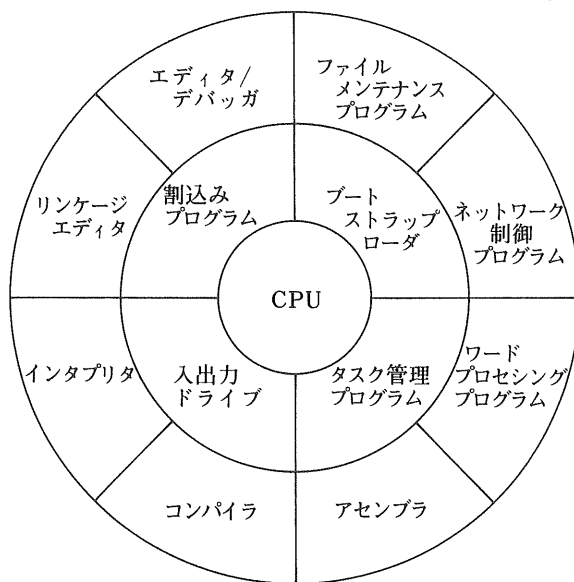 エディタ/
デバッガ
ファイル
メンテナンス
プログラム
リンケージ
エディタ
割込み
プログラム
ブート
ストラップ
ローダ
ネットワーク
制御
プログラム
CPU
インタプリタ
入出力
ドライブ
タスク管理
プログラム
ワード
プロセシング
プログラム
コンパイラ
アセンブラ